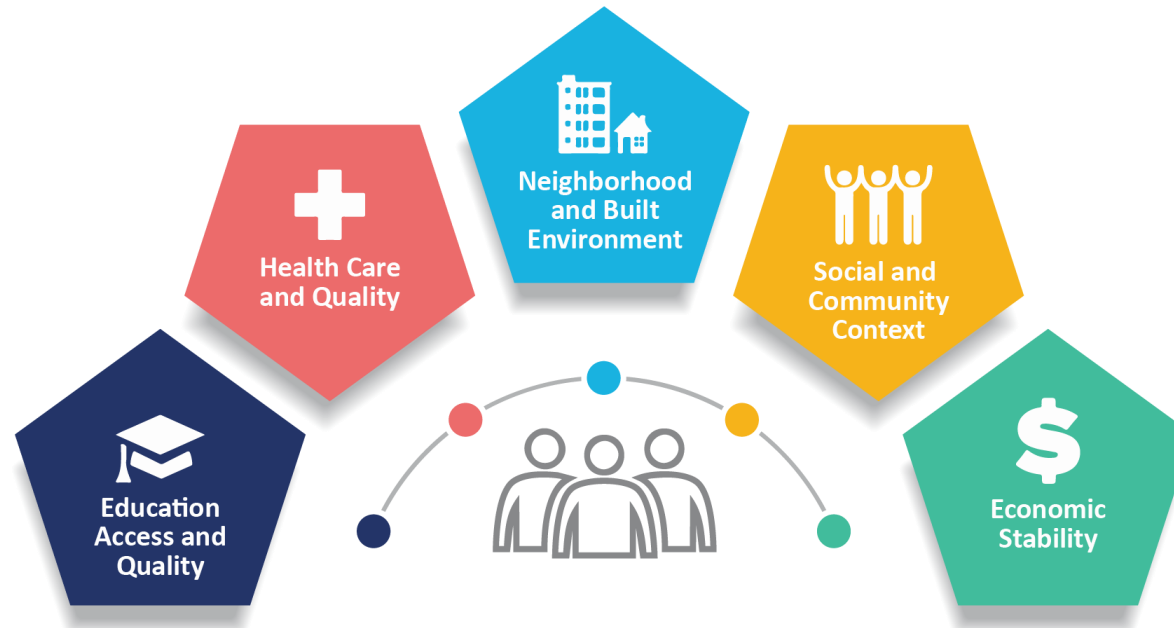 Education
Access and
Quality
Health Care
and Quality
Neighborhood
and Built
Environment
Social and
Community
Context
$
Economic
Stability